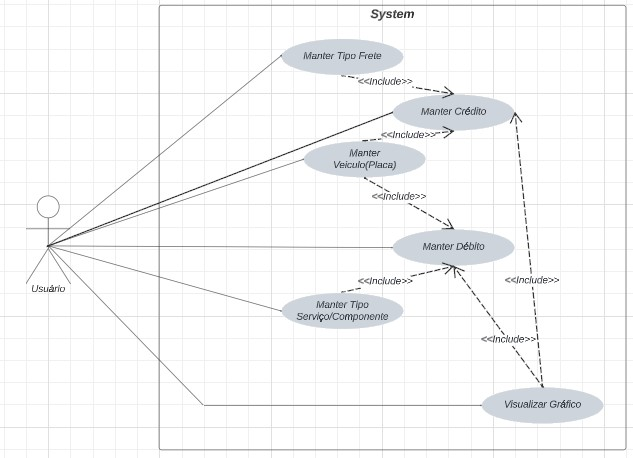 System
Manter Tipo Frete
<<Include>>
Manter Crédito
<<Include>>
Manter
Veiculo(Placa)
<<Include>>
Manter Débito
Usuário
<<Include>>
<<Include>>
Manter Tipo
Serviço/Componente
<<Include>>
Visualizar Gráfico